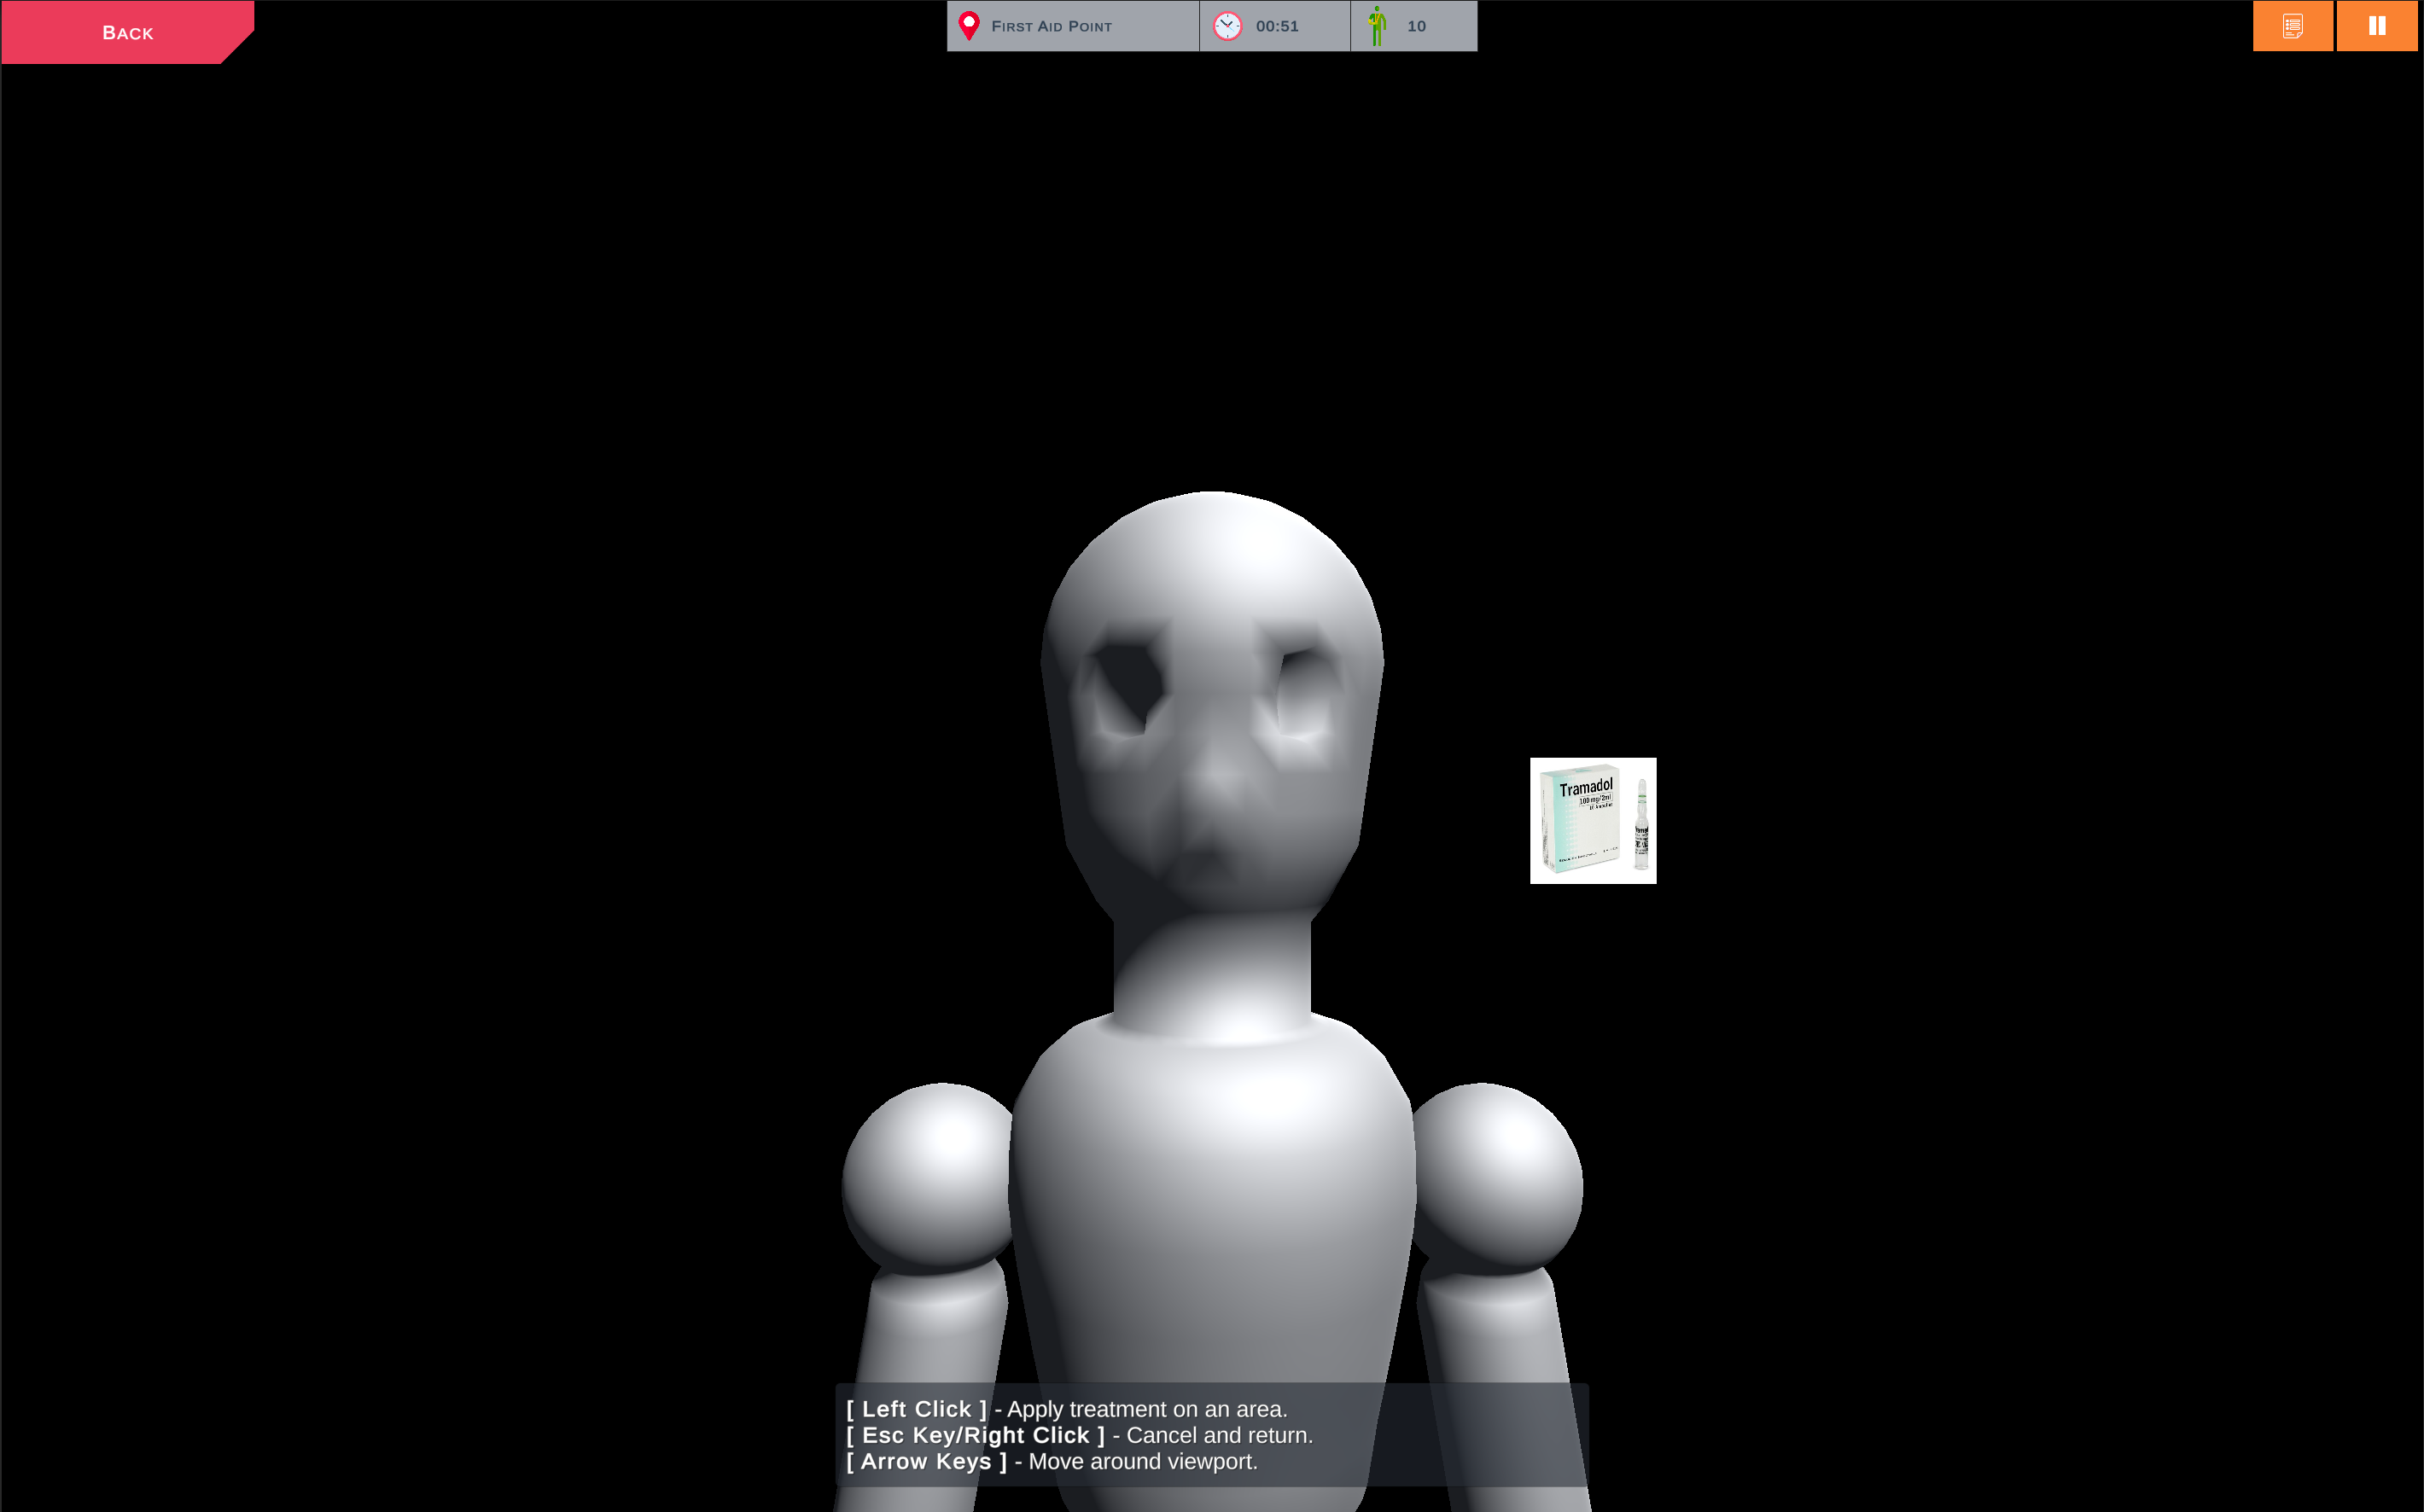 BACK
FIRST AID POINT
00:51
10
Tramadol
100 mg/2ml
[ Left Click ] - Apply treatment on an area.
[ Esc Key/Right Click ] - Cancel and return.
[ Arrow Keys ] - Move around viewport.